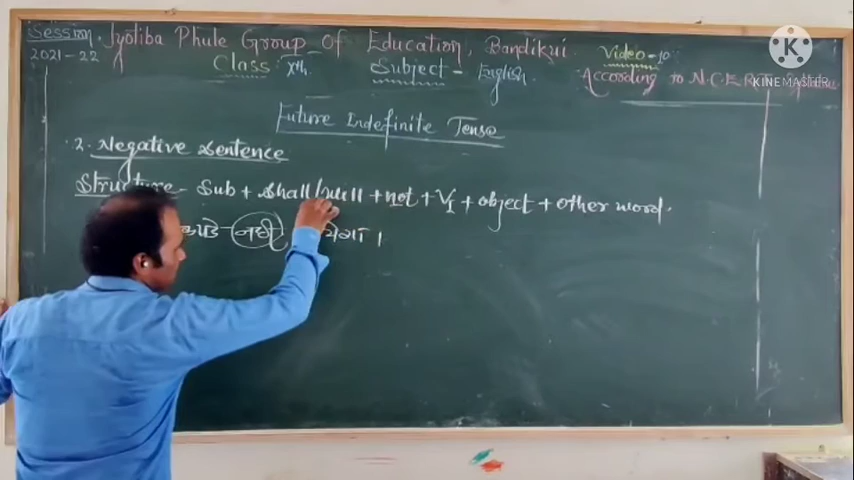 Session. Jyotiba Phule Group Of Education, Bandikui.
2021-22 Class: Xth. Subject - English. Video-10
According to N.C.E.R.T
KINEMASTER
Future Indefinite Tense
2. Negative Sentence
Structure - Sub + Shall/will + not + V1 + object + other word.
नहीं